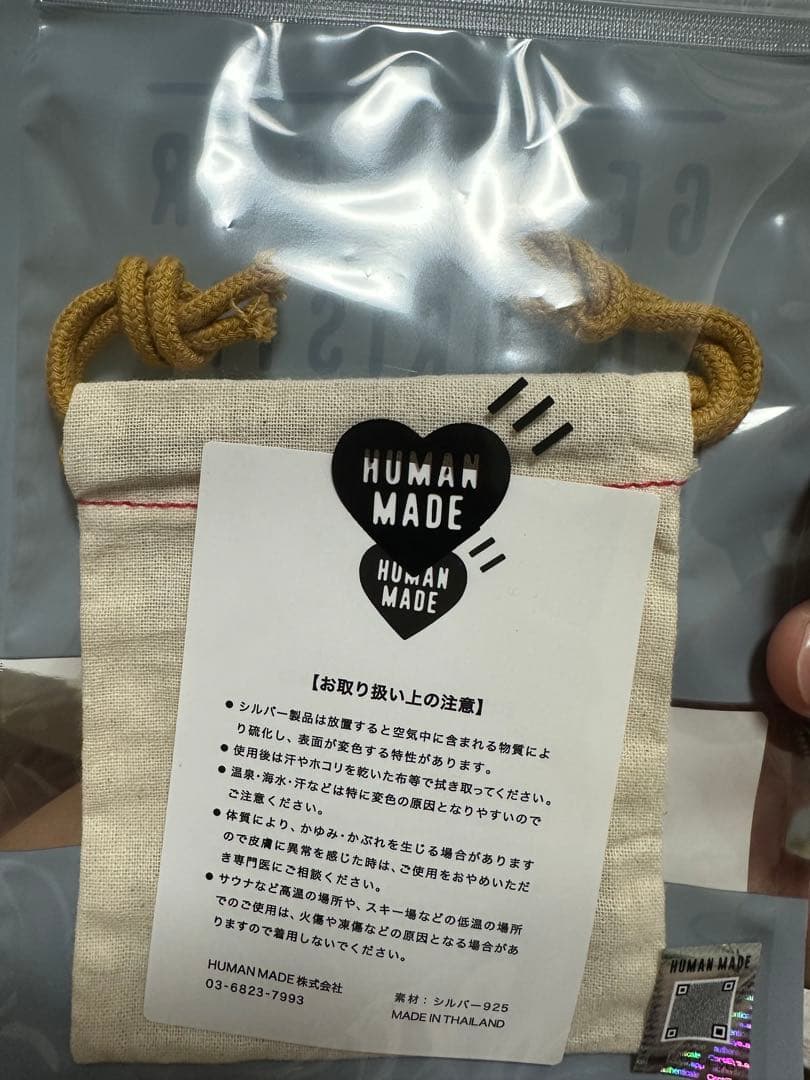 HUMAN
MADE
HUMAN
MADE
【お取り扱い上の注意】
● シルバー製品は放置すると空気中に含まれる物質によ
り硫化し、表面が変色する特性があります。
● 使用後は汗やホコリを乾いた布等で拭き取ってください。
● 温泉・海水・汗などは特に変色の原因となりやすいので
ご注意ください。
● 体質により、かゆみ・かぶれを生じる場合があります
ので皮膚に異常を感じた時は、ご使用をおやめいただ
き専門医にご相談ください。
● サウナなど高温の場所や、スキー場などの低温の場所
でのご使用は、火傷や凍傷などの原因となる場合があ
りますので着用しないでください。
HUMAN MADE 株式会社
03-6823-7993
素材：シルバー925
MADE IN THAILAND
HUMAN MADE